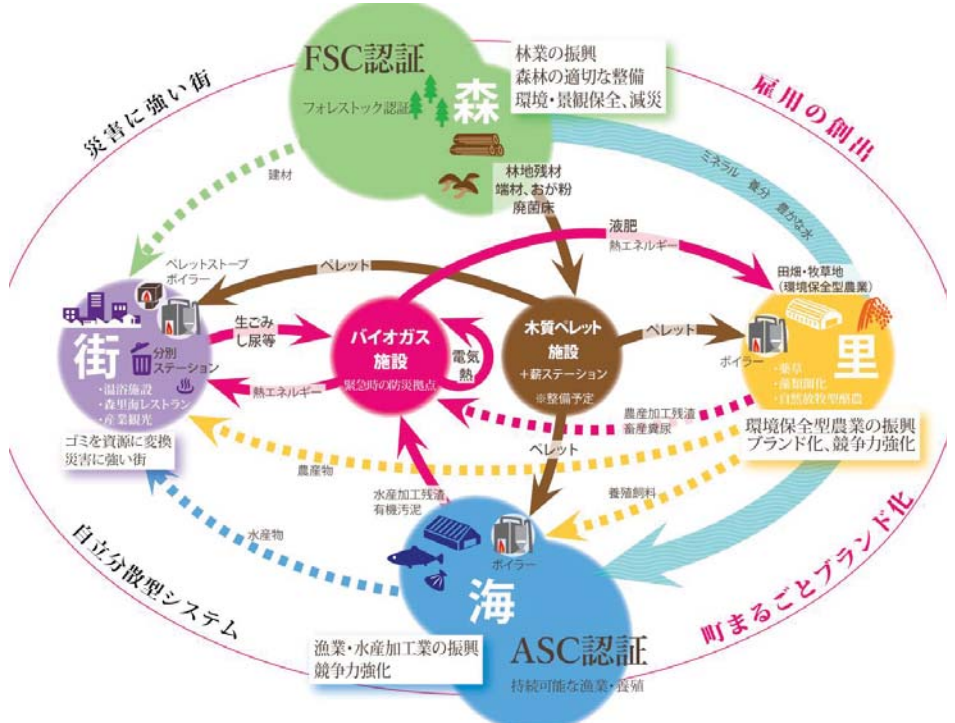 FSC認証
フォレストック認証
森
林業の振興
森林の適切な整備
環境・景観保全、減災
災害に強い街
雇用の創出
建材
林地残材
端材、おが粉
廃菌床
ミネラル　養分　豊かな水
液肥
熱エネルギー
ペレットストーブ
ボイラー
ペレット
田畑・牧草地
（環境保全型農業）
街
生ごみ
し尿等
バイオガス
施設
緊急時の防災拠点
電気
熱
木質ペレット
施設
＋薪ステーション
※整備予定
ペレット
ボイラー
里
分別
ステーション
・温浴施設
・森里海レストラン
・産業観光
熱エネルギー
・薬草
・藻類園化
・自然放牧型酪農
農産加工残渣
畜産糞尿
ゴミを資源に変換
災害に強い街
環境保全型農業の振興
ブランド化、競争力強化
農産物
ペレット
水産加工残渣
有機汚泥
養殖飼料
水産物
ボイラー
海
自立分散型システム
町まるごとブランド化
漁業・水産加工業の振興
競争力強化
ASC認証
持続可能な漁業・養殖